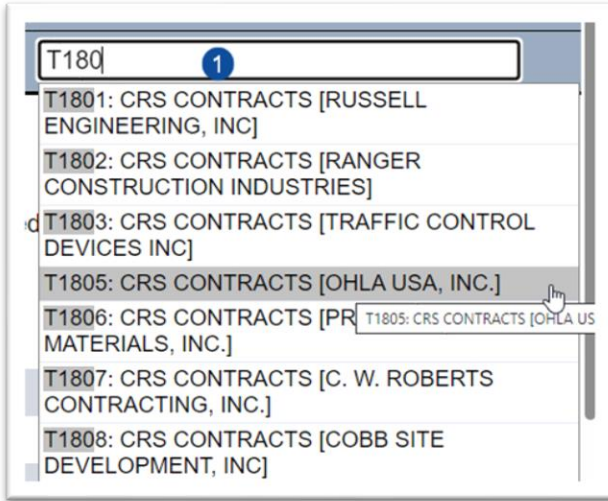 T180
1
T1801: CRS CONTRACTS [RUSSELL
ENGINEERING, INC]
T1802: CRS CONTRACTS [RANGER
CONSTRUCTION INDUSTRIES]
T1803: CRS CONTRACTS [TRAFFIC CONTROL
DEVICES INC]
T1805: CRS CONTRACTS [OHLA USA, INC.]
T1806: CRS CONTRACTS [PR
T1805: CRS CONTRACTS [OHLA US
MATERIALS, INC.]
T1807: CRS CONTRACTS [C. W. ROBERTS
CONTRACTING, INC.]
T1808: CRS CONTRACTS [COBB SITE
DEVELOPMENT, INC]